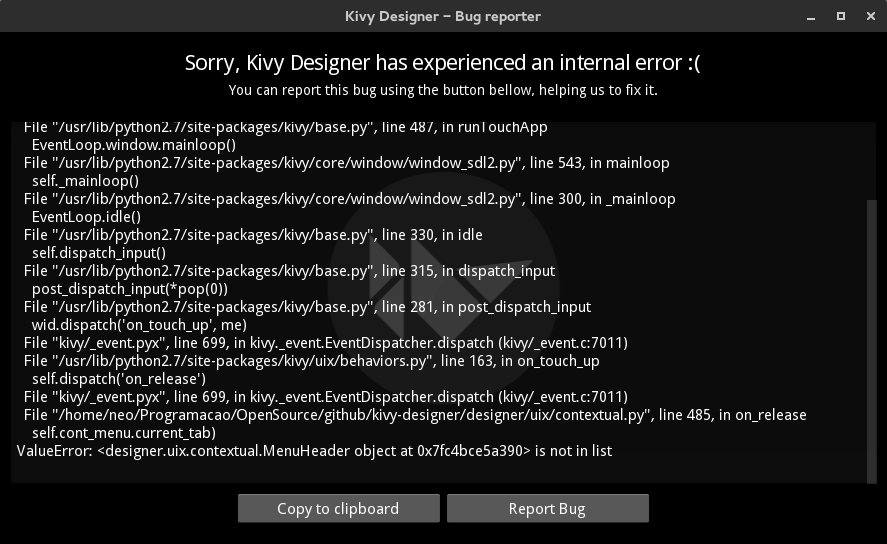 Kivy Designer – Bug reporter
Sorry, Kivy Designer has experienced an internal error :(
You can report this bug using the button bellow, helping us to fix it.
File "/usr/lib/python2.7/site-packages/kivy/base.py", line 487, in runTouchApp
EventLoop.window.mainloop()
File "/usr/lib/python2.7/site-packages/kivy/core/window/window_sdl2.py", line 543, in mainloop
self._mainloop()
File "/usr/lib/python2.7/site-packages/kivy/core/window/window_sdl2.py", line 300, in _mainloop
EventLoop.idle()
File "/usr/lib/python2.7/site-packages/kivy/base.py", line 330, in idle
self.dispatch_input()
File "/usr/lib/python2.7/site-packages/kivy/base.py", line 315, in dispatch_input
post_dispatch_input(*pop(0))
File "/usr/lib/python2.7/site-packages/kivy/base.py", line 281, in post_dispatch_input
wid.dispatch('on_touch_up', me)
File "kivy/_event.pyx", line 699, in kivy._event.EventDispatcher.dispatch (kivy/_event.c:7011)
File "/usr/lib/python2.7/site-packages/kivy/uix/behaviors.py", line 163, in on_touch_up
self.dispatch('on_release')
File "kivy/_event.pyx", line 699, in kivy._event.EventDispatcher.dispatch (kivy/_event.c:7011)
File "/home/neo/Programacao/OpenSource/github/kivy-designer/designer/uix/contextual.py", line 485, in on_release
self.cont_menu.current_tab)
ValueError: <designer.uix.contextual.MenuHeader object at 0x7fc4bce5a390> is not in list
Copy to clipboard
Report Bug